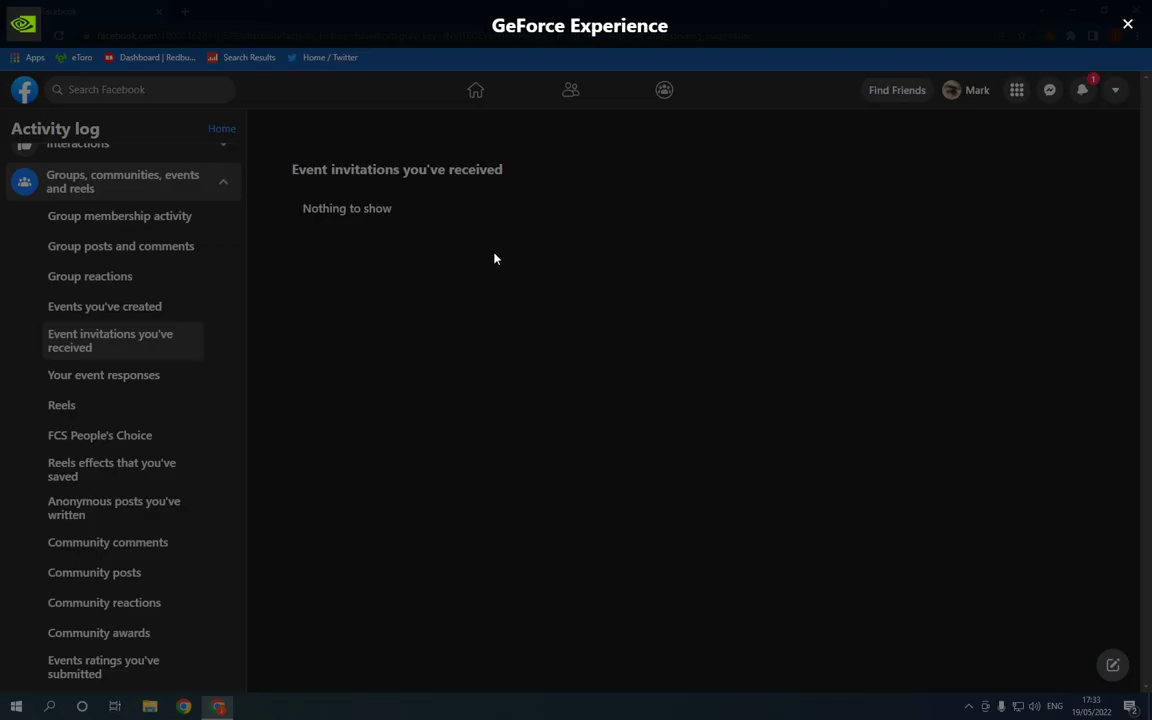 GeForce Experience
Facebook
Apps
eToro
Dashboard | Redbu...
Search Results
Home / Twitter
Search Facebook
Find Friends
Mark
1
Activity log
Home
Interactions
Groups, communities, events
and reels
Group membership activity
Group posts and comments
Group reactions
Events you've created
Event invitations you've
received
Your event responses
Reels
FCS People's Choice
Reels effects that you've
saved
Anonymous posts you've
written
Community comments
Community posts
Community reactions
Community awards
Events ratings you've
submitted
Event invitations you've received
Nothing to show
ENG
17:33
19/05/2022
2